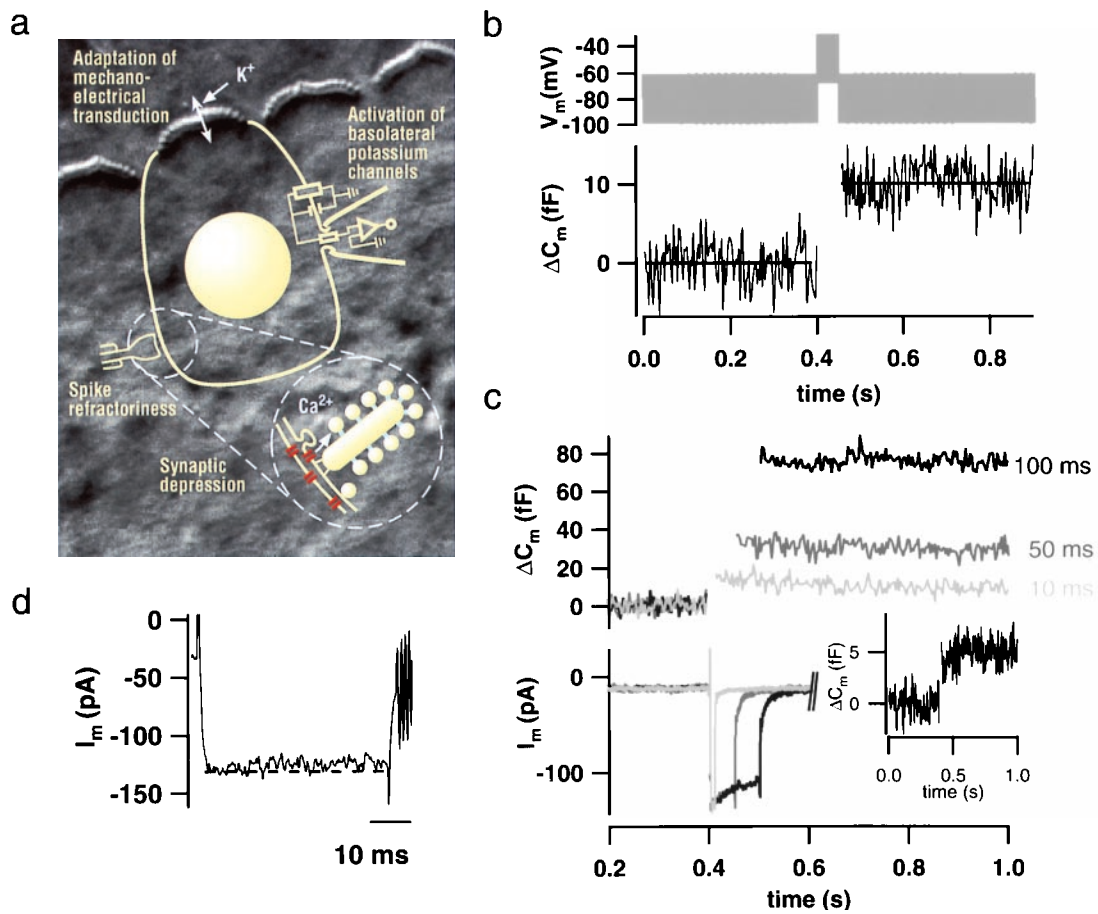 a
Adaptation of
mechano-
electrical
transduction
K⁺
Activation of
basolateral
potassium
channels
Spike
refractoriness
Ca²⁺
Synaptic
depression
b
Vₘ(mV)
-40
-60
-80
-100
ΔCₘ (fF)
10
0
0.0 0.2 0.4 0.6 0.8
time (s)
c
ΔCₘ (fF)
80
60
40
20
0
100 ms
50 ms
10 ms
Iₘ (pA)
0
-100
ΔCₘ (fF)
5
0
0.0 0.5 1.0
time (s)
0.2 0.4 0.6 0.8 1.0
time (s)
d
Iₘ (pA)
0
-50
-100
-150
10 ms